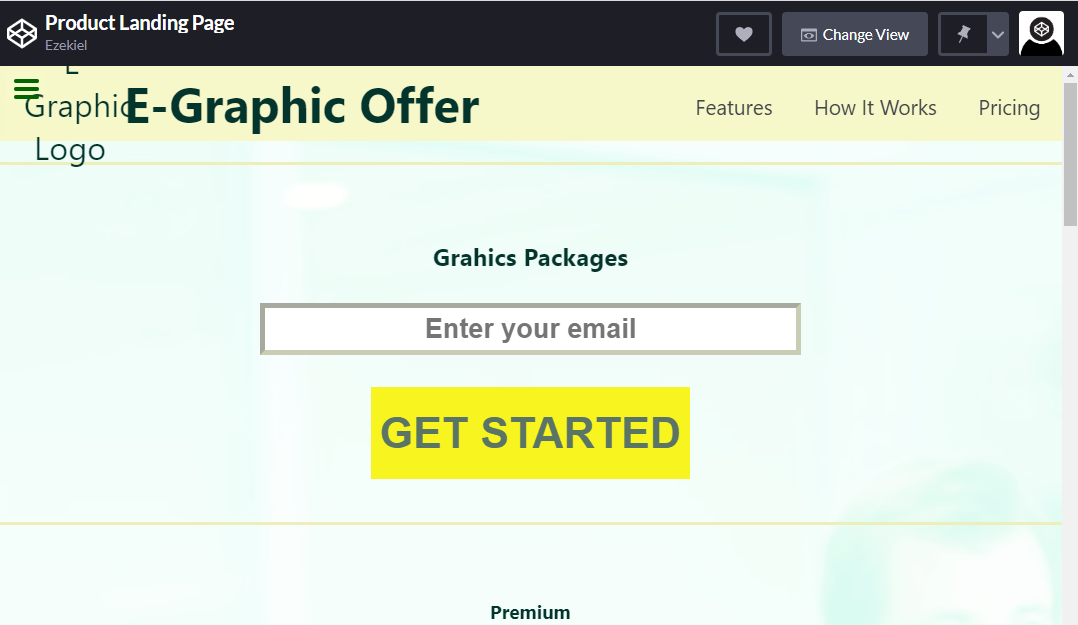 Product Landing Page
Ezekiel
Change View
E
Graphic
Logo
E-Graphic Offer
Features
How It Works
Pricing
Grahics Packages
Enter your email
GET STARTED
Premium